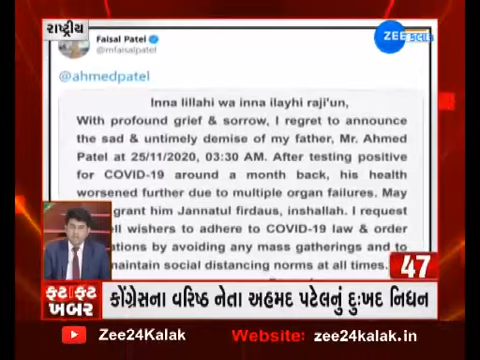 રાષ્ટ્રીય
Faisal Patel
@mfaisalpatel
ZEE
કલાક
@ahmedpatel
Inna lillahi wa inna ilayhi raji'un,
With profound grief & sorrow, I regret to announce
the sad & untimely demise of my father, Mr. Ahmed
Patel at 25/11/2020, 03:30 AM. After testing positive
for COVID-19 around a month back, his health
worsened further due to multiple organ failures. May
grant him Jannatul firdaus, inshallah. I request
ll wishers to adhere to COVID-19 law & order
ations by avoiding any mass gatherings and to
maintain social distancing norms at all times.
47
ફટાફટ
ખબર
કોંગ્રેસના વરિષ્ઠ નેતા અહમદ પટેલનું દુઃખદ નિધન
Zee24Kalak
Website: zee24kalak.in